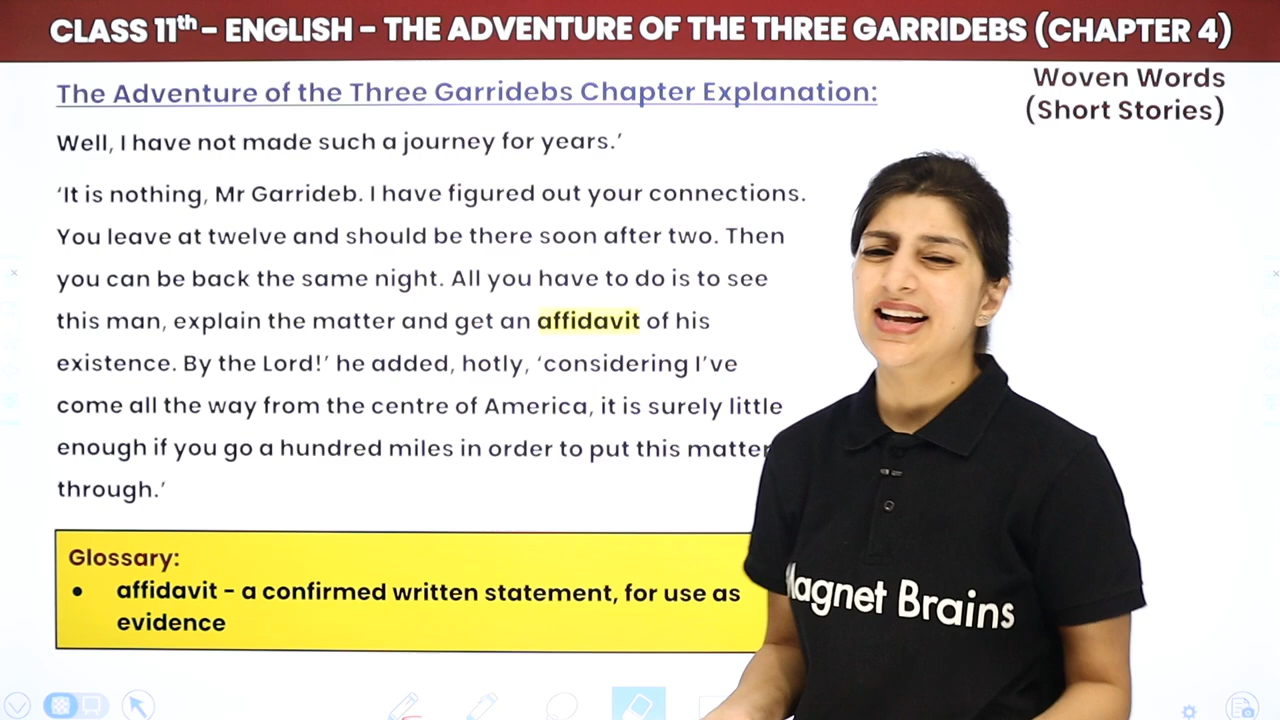 CLASS 11th – ENGLISH – THE ADVENTURE OF THE THREE GARRIDEBS (CHAPTER 4)
The Adventure of the Three Garridebs Chapter Explanation:
Woven Words
(Short Stories)
Well, I have not made such a journey for years.’
‘It is nothing, Mr Garrideb. I have figured out your connections.
You leave at twelve and should be there soon after two. Then
you can be back the same night. All you have to do is to see
this man, explain the matter and get an affidavit of his
existence. By the Lord!’ he added, hotly, ‘considering I’ve
come all the way from the centre of America, it is surely little
enough if you go a hundred miles in order to put this matter
through.’
Glossary:
• affidavit – a confirmed written statement, for use as
evidence
Magnet Brains